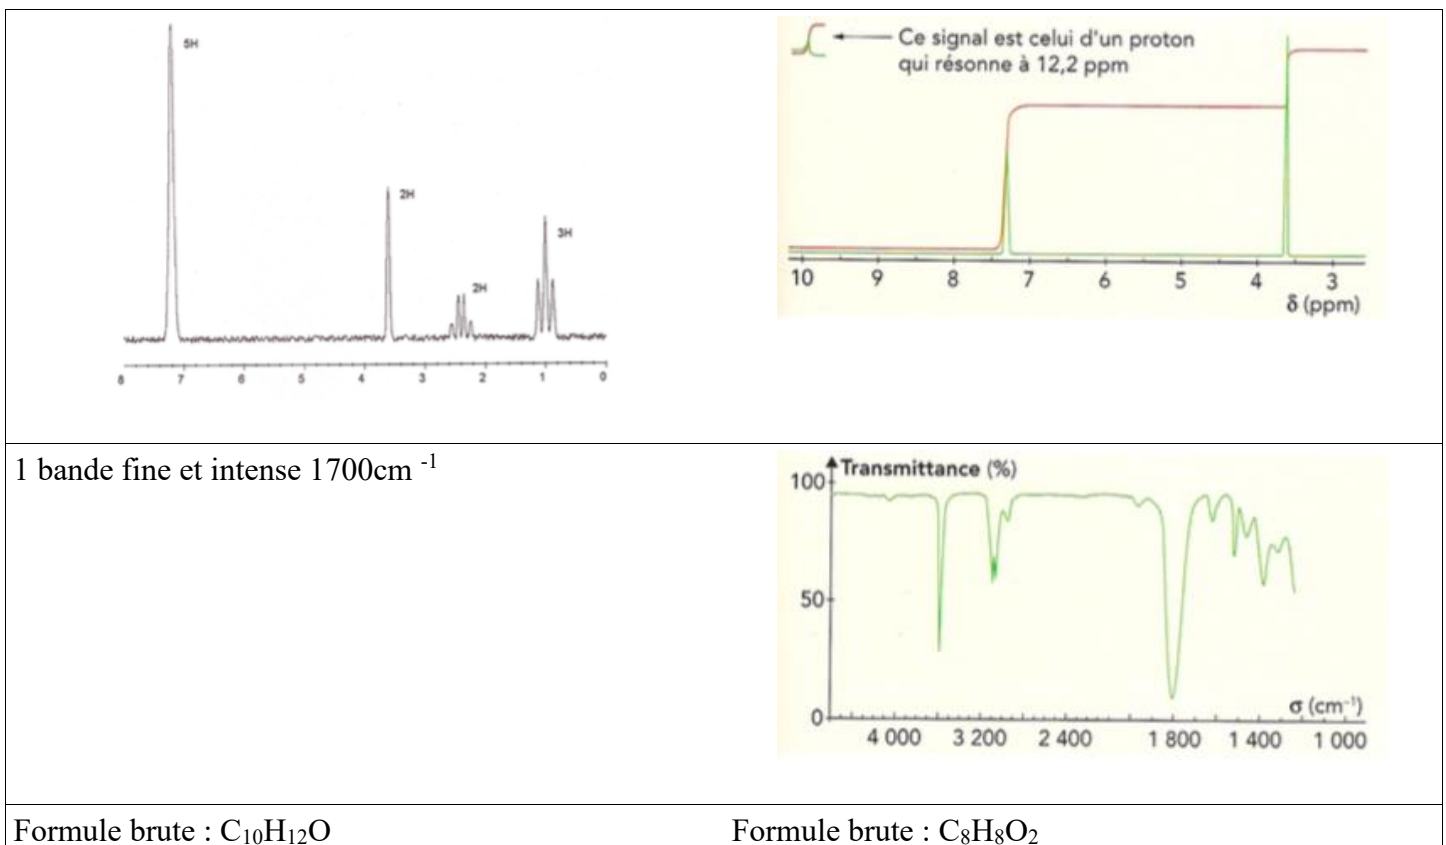 5H
2H
2H
3H
8 7 6 5 4 3 2 1 0
Ce signal est celui d'un proton
qui résonne à 12,2 ppm
10 9 8 7 6 5 4 3
δ (ppm)
1 bande fine et intense 1700cm -1
Transmittance (%)
100
50
0
σ (cm⁻¹)
4 000 3 200 2 400 1 800 1 400 1 000
Formule brute : C₁₀H₁₂O
Formule brute : C₈H₈O₂